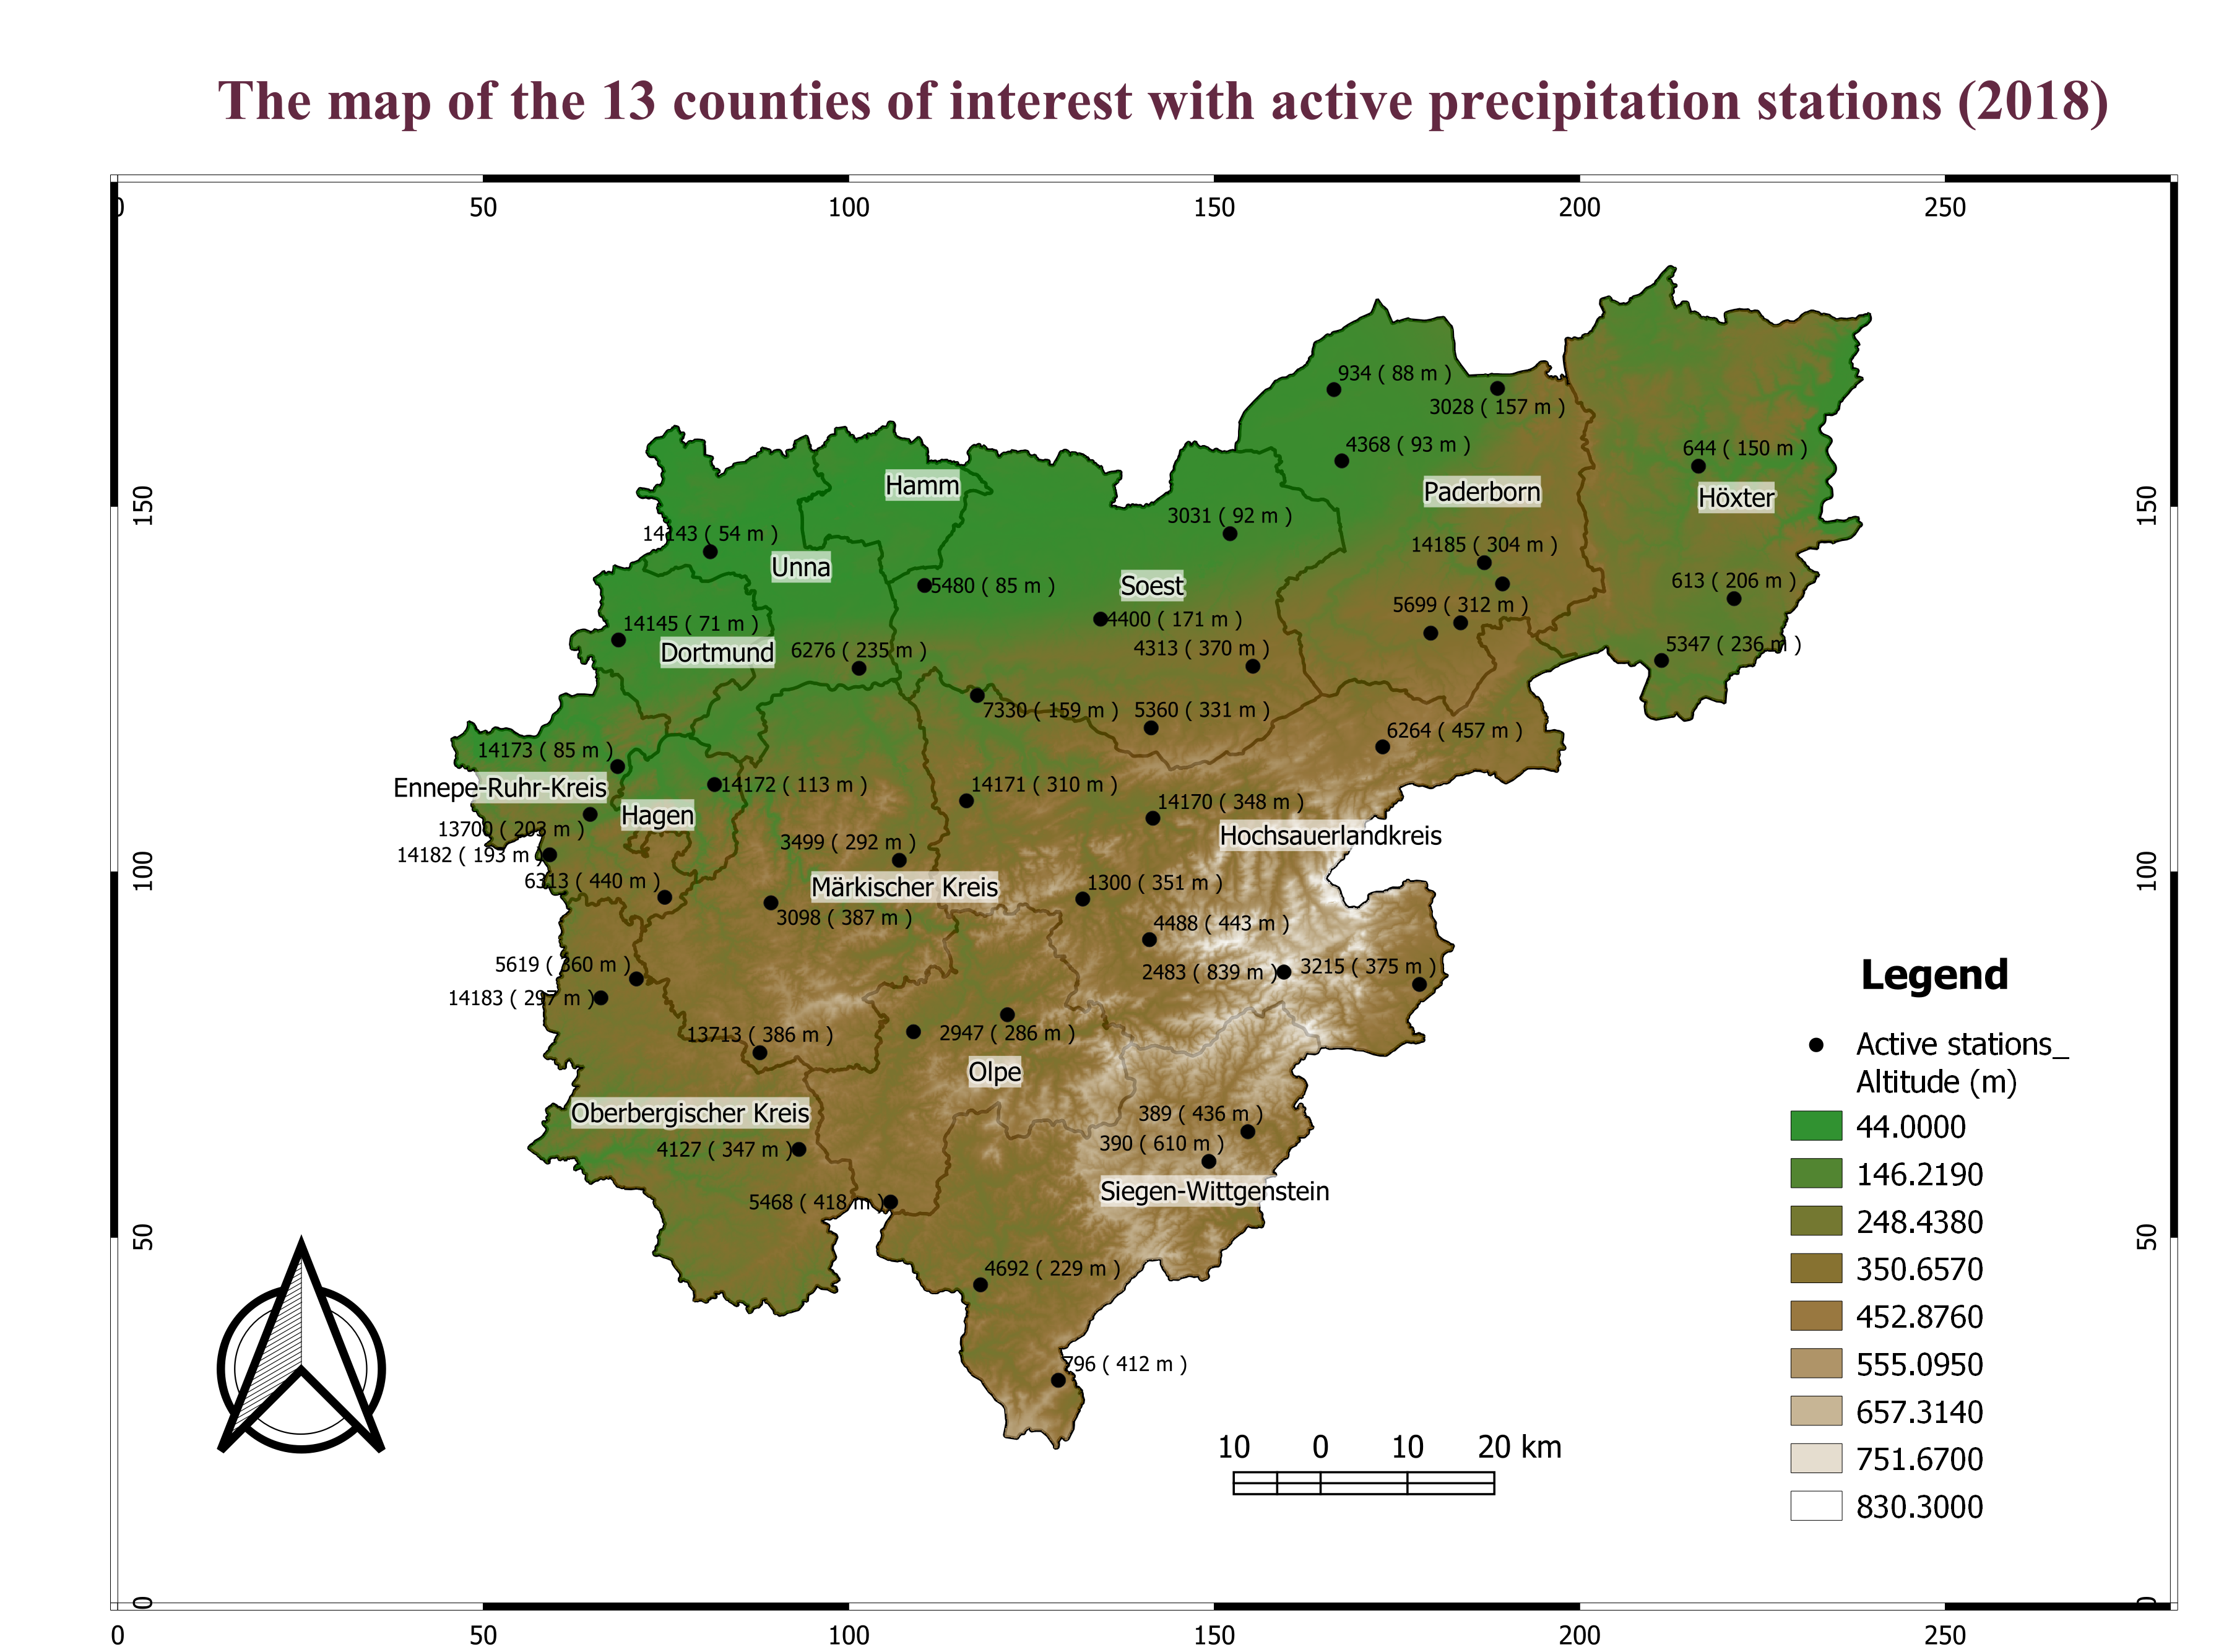 The map of the 13 counties of interest with active precipitation stations (2018)
0 50 100 150 200 250
934 ( 88 m )
3028 ( 157 m )
4368 ( 93 m )
644 ( 150 m )
Hamm
Paderborn
Höxter
150
150
3031 ( 92 m )
14143 ( 54 m )
14185 ( 304 m )
Unna
5480 ( 85 m )
Soest
613 ( 206 m )
5699 ( 312 m )
14145 ( 71 m )
4400 ( 171 m )
Dortmund
6276 ( 235 m )
4313 ( 370 m )
5347 ( 236 m )
7330 ( 159 m )
5360 ( 331 m )
6264 ( 457 m )
14173 ( 85 m )
Ennepe-Ruhr-Kreis
14172 ( 113 m )
14171 ( 310 m )
14170 ( 348 m )
Hagen
13700 ( 203 m )
Hochsauerlandkreis
3499 ( 292 m )
14182 ( 193 m )
100
100
6313 ( 440 m )
Märkischer Kreis
1300 ( 351 m )
3098 ( 387 m )
4488 ( 443 m )
5619 ( 360 m )
2483 ( 839 m )
3215 ( 375 m )
14183 ( 297 m )
13713 ( 386 m )
2947 ( 286 m )
Olpe
Oberbergischer Kreis
389 ( 436 m )
4127 ( 347 m )
390 ( 610 m )
Siegen-Wittgenstein
5468 ( 418 m )
50
50
4692 ( 229 m )
796 ( 412 m )
Legend
Active stations_
Altitude (m)
44.0000
146.2190
248.4380
350.6570
452.8760
555.0950
657.3140
751.6700
830.3000
10 0 10 20 km
0
0
0 50 100 150 200 250